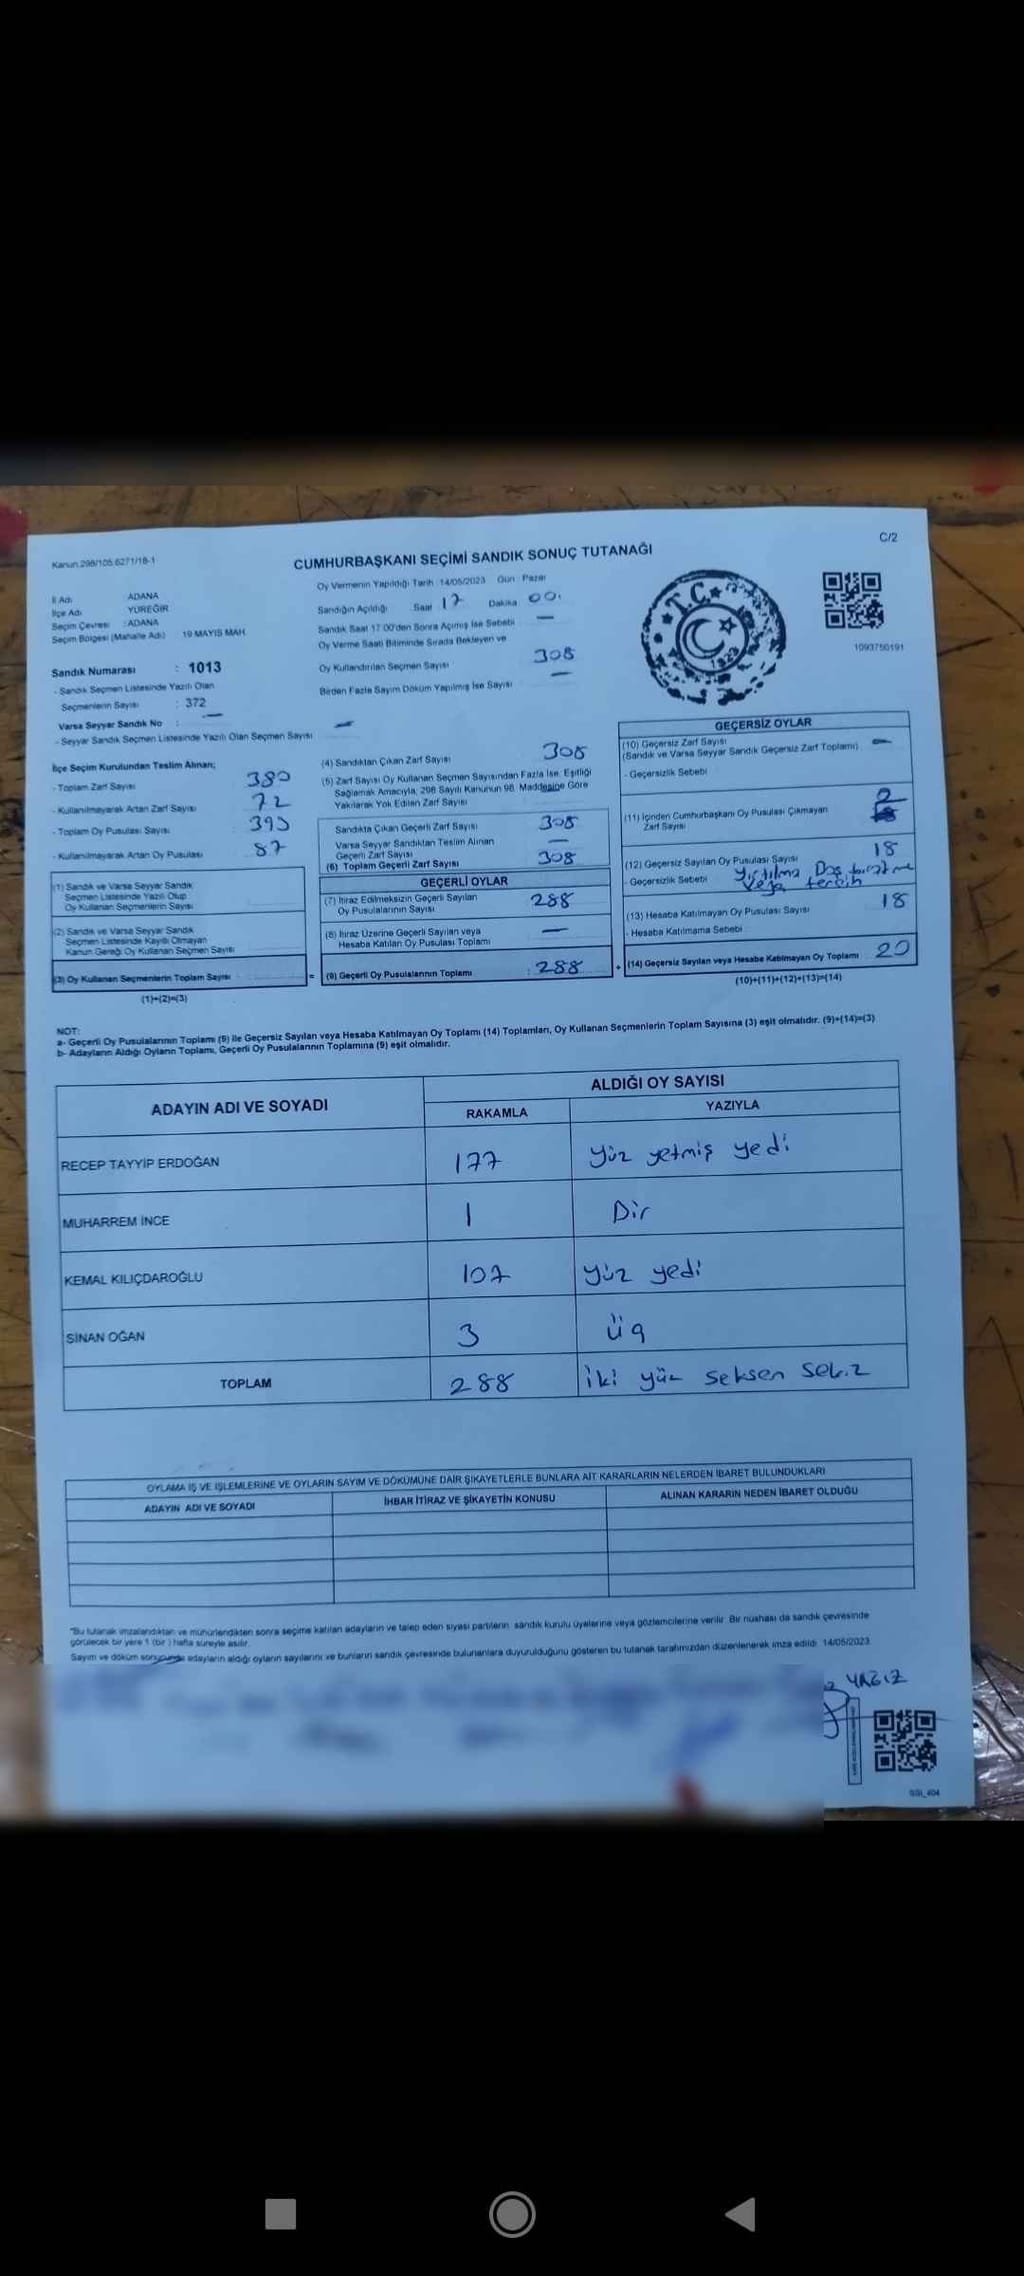 Kanun.298/105.6271/18-1
C/2
CUMHURBAŞKANI SEÇİMİ SANDIK SONUÇ TUTANAĞI
İl Adı ADANA
İlçe Adı YÜREĞİR
Seçim Çevresi : ADANA
Seçim Bölgesi (Mahalle Adı) 19 MAYIS MAH.
Sandık Numarası : 1013
- Sandık Seçmen Listesinde Yazılı Olan
Seçmenlerin Sayısı : 372
Varsa Seyyar Sandık No : —
- Seyyar Sandık Seçmen Listesinde Yazılı Olan Seçmen Sayısı —
Oy Vermenin Yapıldığı Tarih : 14/05/2023 Gün : Pazar
Sandığın Açıldığı Saat 17 Dakika 00.
Sandık Saat 17:00'den Sonra Açılmış İse Sebebi —
Oy Verme Saati Bitiminde Sırada Bekleyen ve
Oy Kullandırılan Seçmen Sayısı 308
Birden Fazla Sayım Döküm Yapılmış İse Sayısı —
T.C.
1923
1093750191
İlçe Seçim Kurulundan Teslim Alınan;
- Toplam Zarf Sayısı 380
- Kullanılmayarak Artan Zarf Sayısı 72
- Toplam Oy Pusulası Sayısı 395
- Kullanılmayarak Artan Oy Pusulası 87
(1) Sandık ve Varsa Seyyar Sandık
Seçmen Listesinde Yazılı Olup
Oy Kullanan Seçmenlerin Sayısı
(2) Sandık ve Varsa Seyyar Sandık
Seçmen Listesinde Kayıtlı Olmayan
Kanun Gereği Oy Kullanan Seçmen Sayısı
(3) Oy Kullanan Seçmenlerin Toplam Sayısı =
(1)+(2)=(3)
(4) Sandıktan Çıkan Zarf Sayısı 308
(5) Zarf Sayısı Oy Kullanan Seçmen Sayısından Fazla İse, Eşitliği
Sağlamak Amacıyla, 298 Sayılı Kanunun 98. Maddesine Göre
Yakılarak Yok Edilen Zarf Sayısı —
Sandıkta Çıkan Geçerli Zarf Sayısı 308
Varsa Seyyar Sandıktan Teslim Alınan
Geçerli Zarf Sayısı —
(6) Toplam Geçerli Zarf Sayısı 308
GEÇERLİ OYLAR
(7) İtiraz Edilmeksizin Geçerli Sayılan
Oy Pusulalarının Sayısı 288
(8) İtiraz Üzerine Geçerli Sayılan veya
Hesaba Katılan Oy Pusulası Toplamı —
(9) Geçerli Oy Pusulalarının Toplamı : 288 +
GEÇERSİZ OYLAR
(10) Geçersiz Zarf Sayısı
(Sandık ve Varsa Seyyar Sandık Geçersiz Zarf Toplamı) —
- Geçersizlik Sebebi
(11) İçinden Cumhurbaşkanı Oy Pusulası Çıkmayan
Zarf Sayısı 2
(12) Geçersiz Sayılan Oy Pusulası Sayısı 18
- Geçersizlik Sebebi Yırtılma Boş bırakma
veya tercih
(13) Hesaba Katılmayan Oy Pusulası Sayısı 18
- Hesaba Katılmama Sebebi
(14) Geçersiz Sayılan veya Hesaba Katılmayan Oy Toplamı 20
(10)+(11)+(12)+(13)=(14)
NOT:
a- Geçerli Oy Pusulalarının Toplamı (9) ile Geçersiz Sayılan veya Hesaba Katılmayan Oy Toplamı (14) Toplamları, Oy Kullanan Seçmenlerin Toplam Sayısına (3) eşit olmalıdır. (9)+(14)=(3)
b- Adayların Aldığı Oyların Toplamı, Geçerli Oy Pusulalarının Toplamına (9) eşit olmalıdır.
ADAYIN ADI VE SOYADI ALDIĞI OY SAYISI
RAKAMLA YAZIYLA
RECEP TAYYİP ERDOĞAN 177 yüz yetmiş yedi
MUHARREM İNCE 1 Bir
KEMAL KILIÇDAROĞLU 107 yüz yedi
SİNAN OĞAN 3 üç
TOPLAM 288 iki yüz seksen sekiz
OYLAMA İŞ VE İŞLEMLERİNE VE OYLARIN SAYIM VE DÖKÜMÜNE DAİR ŞİKAYETLERLE BUNLARA AİT KARARLARIN NELERDEN İBARET BULUNDUKLARI
ADAYIN ADI VE SOYADI İHBAR İTİRAZ VE ŞİKAYETİN KONUSU ALINAN KARARIN NEDEN İBARET OLDUĞU
"Bu tutanak imzalandıktan ve mühürlendikten sonra seçime katılan adayların ve talep eden siyasi partilerin sandık kurulu üyelerine veya gözlemcilerine verilir. Bir nüshası da sandık çevresinde
görülecek bir yere 1 (bir) hafta süreyle asılır.
Sayım ve döküm sonucunda adayların aldığı oyların sayılarını ve bunların sandık çevresinde bulunanlara duyurulduğunu gösteren bu tutanak tarafımızdan düzenlenerek imza edildi. 14/05/2023
YAGIZ
SGI_404